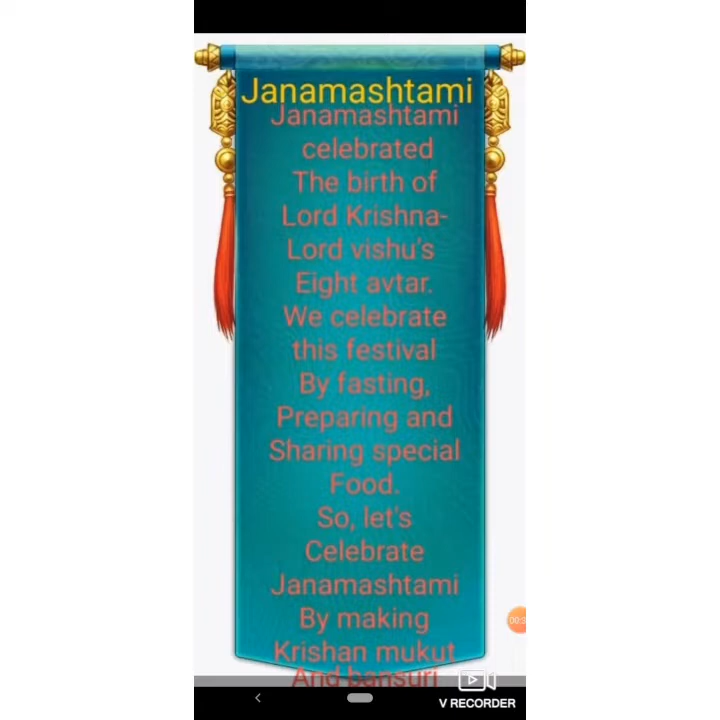 Janamashtami
Janamashtami
celebrated
The birth of
Lord Krishna-
Lord vishu's
Eight avtar.
We celebrate
this festival
By fasting,
Preparing and
Sharing special
Food.
So, let's
Celebrate
Janamashtami
By making
Krishan mukut
And bansuri
V RECORDER